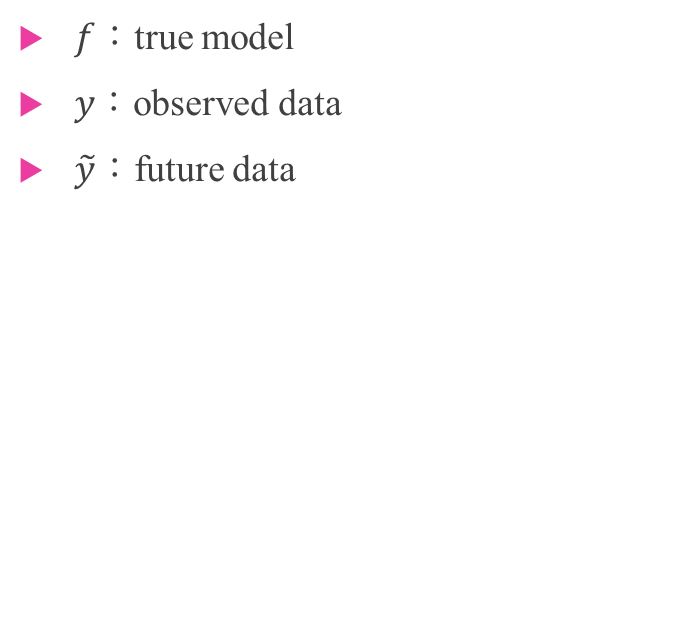 ▶ f：true model
▶ y：observed data
▶ ỹ：future data